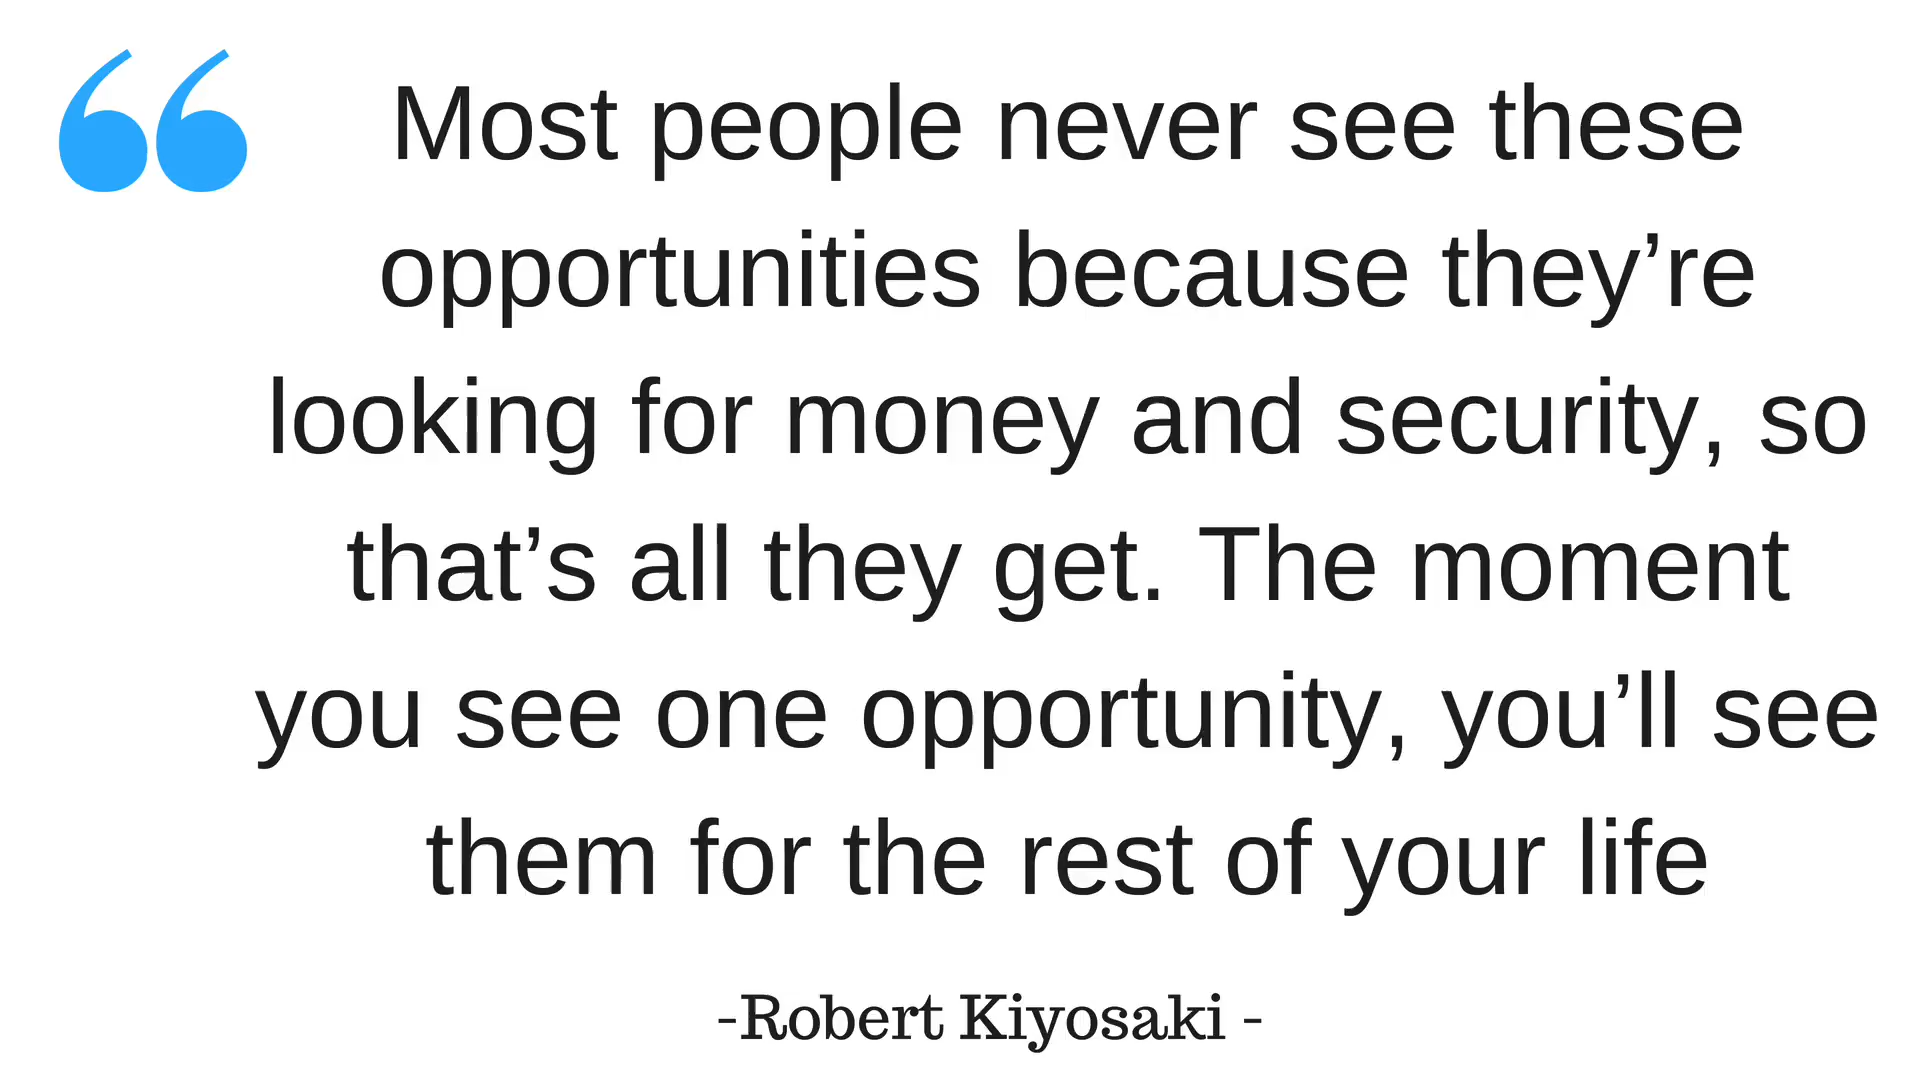 “
Most people never see these
opportunities because they’re
looking for money and security, so
that’s all they get. The moment
you see one opportunity, you’ll see
them for the rest of your life
-Robert Kiyosaki -